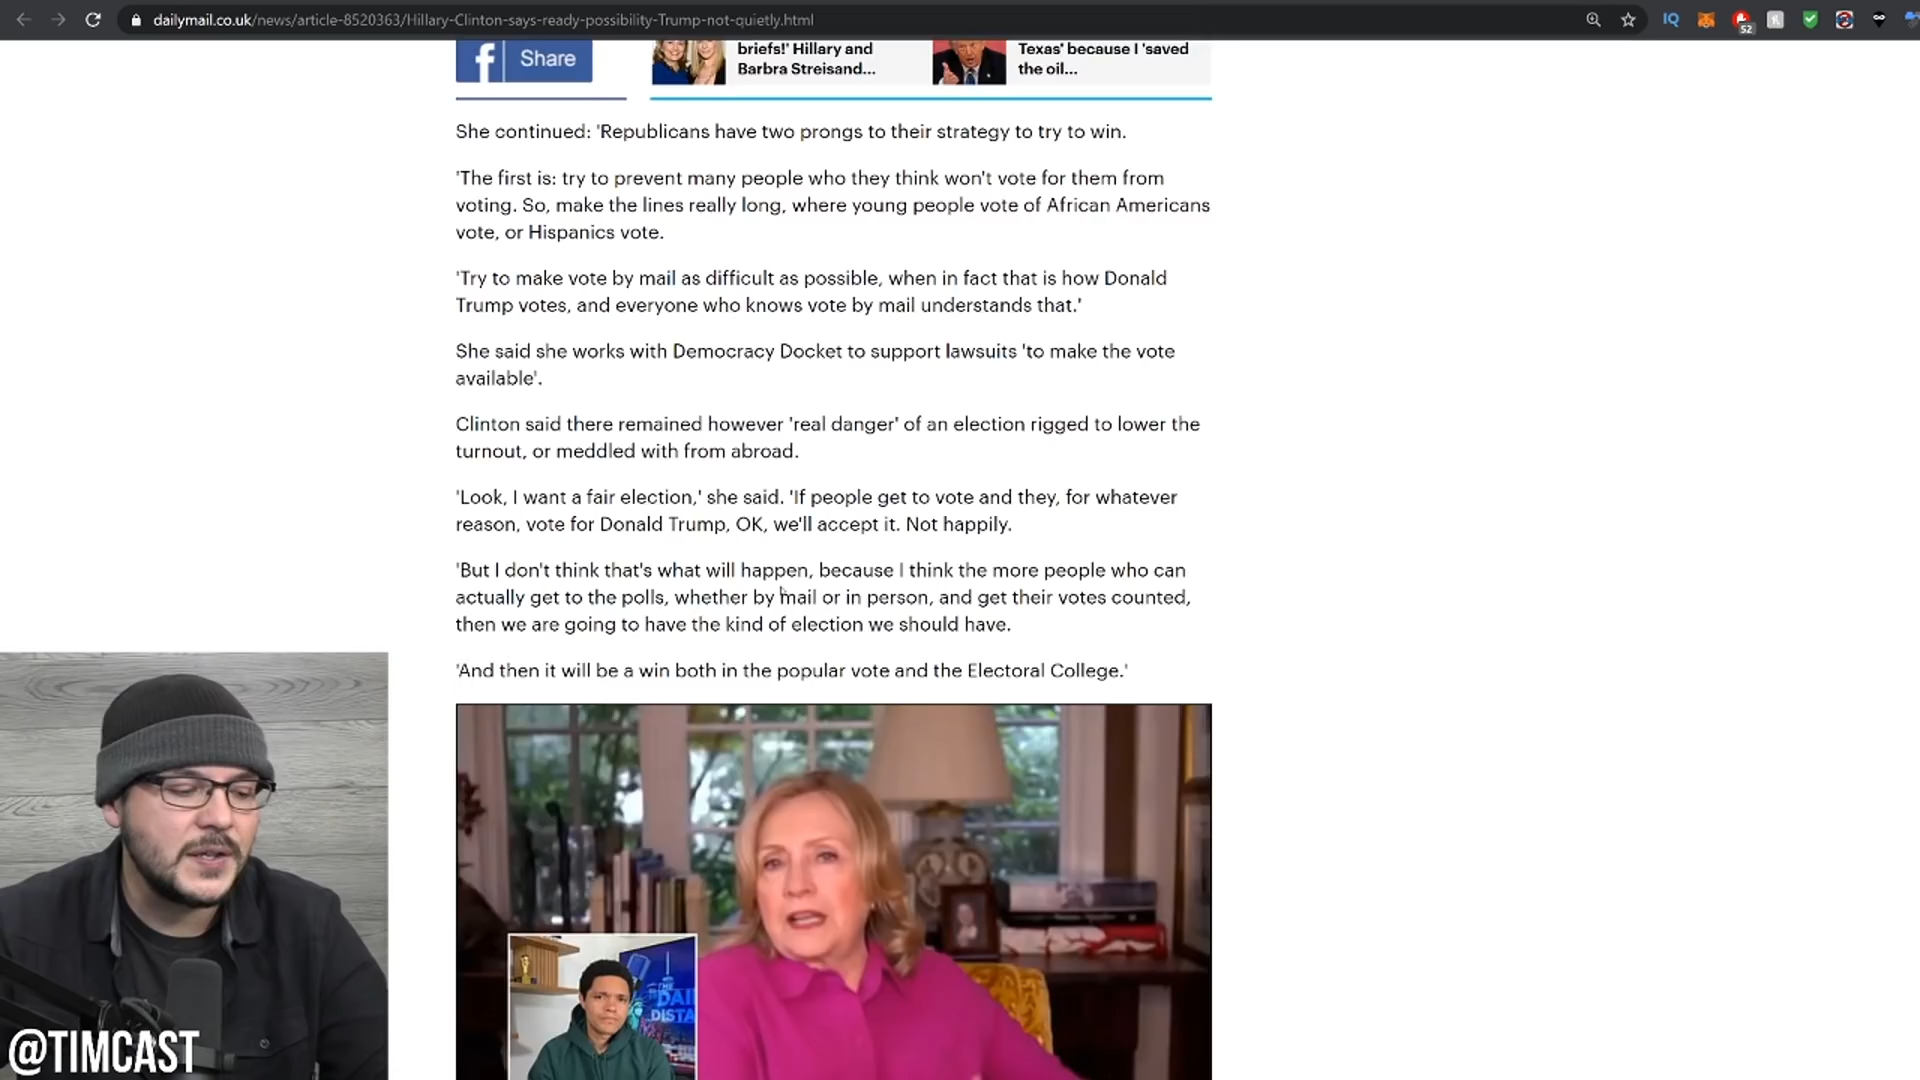 dailymail.co.uk/news/article-8520363/Hillary-Clinton-says-ready-possibility-Trump-not-quietly.html
IQ
52
f Share
briefs!' Hillary and
Barbra Streisand...
Texas' because I 'saved
the oil...
She continued: 'Republicans have two prongs to their strategy to try to win.
'The first is: try to prevent many people who they think won't vote for them from
voting. So, make the lines really long, where young people vote of African Americans
vote, or Hispanics vote.
'Try to make vote by mail as difficult as possible, when in fact that is how Donald
Trump votes, and everyone who knows vote by mail understands that.'
She said she works with Democracy Docket to support lawsuits 'to make the vote
available'.
Clinton said there remained however 'real danger' of an election rigged to lower the
turnout, or meddled with from abroad.
'Look, I want a fair election,' she said. 'If people get to vote and they, for whatever
reason, vote for Donald Trump, OK, we'll accept it. Not happily.
'But I don't think that's what will happen, because I think the more people who can
actually get to the polls, whether by mail or in person, and get their votes counted,
then we are going to have the kind of election we should have.
'And then it will be a win both in the popular vote and the Electoral College.'
THE
DAI
DISTA
@TIMCAST